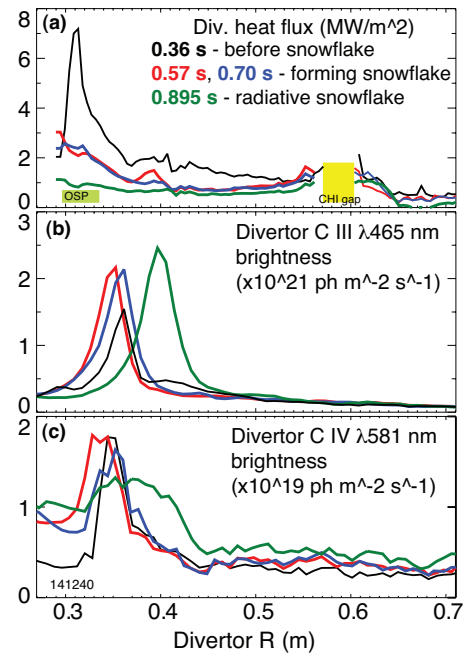 (a) Div. heat flux (MW/m^2)
0.36 s - before snowflake
0.57 s, 0.70 s - forming snowflake
0.895 s - radiative snowflake
8
6
4
2
0
OSP
CHI gap
(b) Divertor C III λ465 nm
brightness
(x10^21 ph m^-2 s^-1)
3
2
1
0
(c) Divertor C IV λ581 nm
brightness
(x10^19 ph m^-2 s^-1)
2
1
0
141240
0.3 0.4 0.5 0.6 0.7
Divertor R (m)